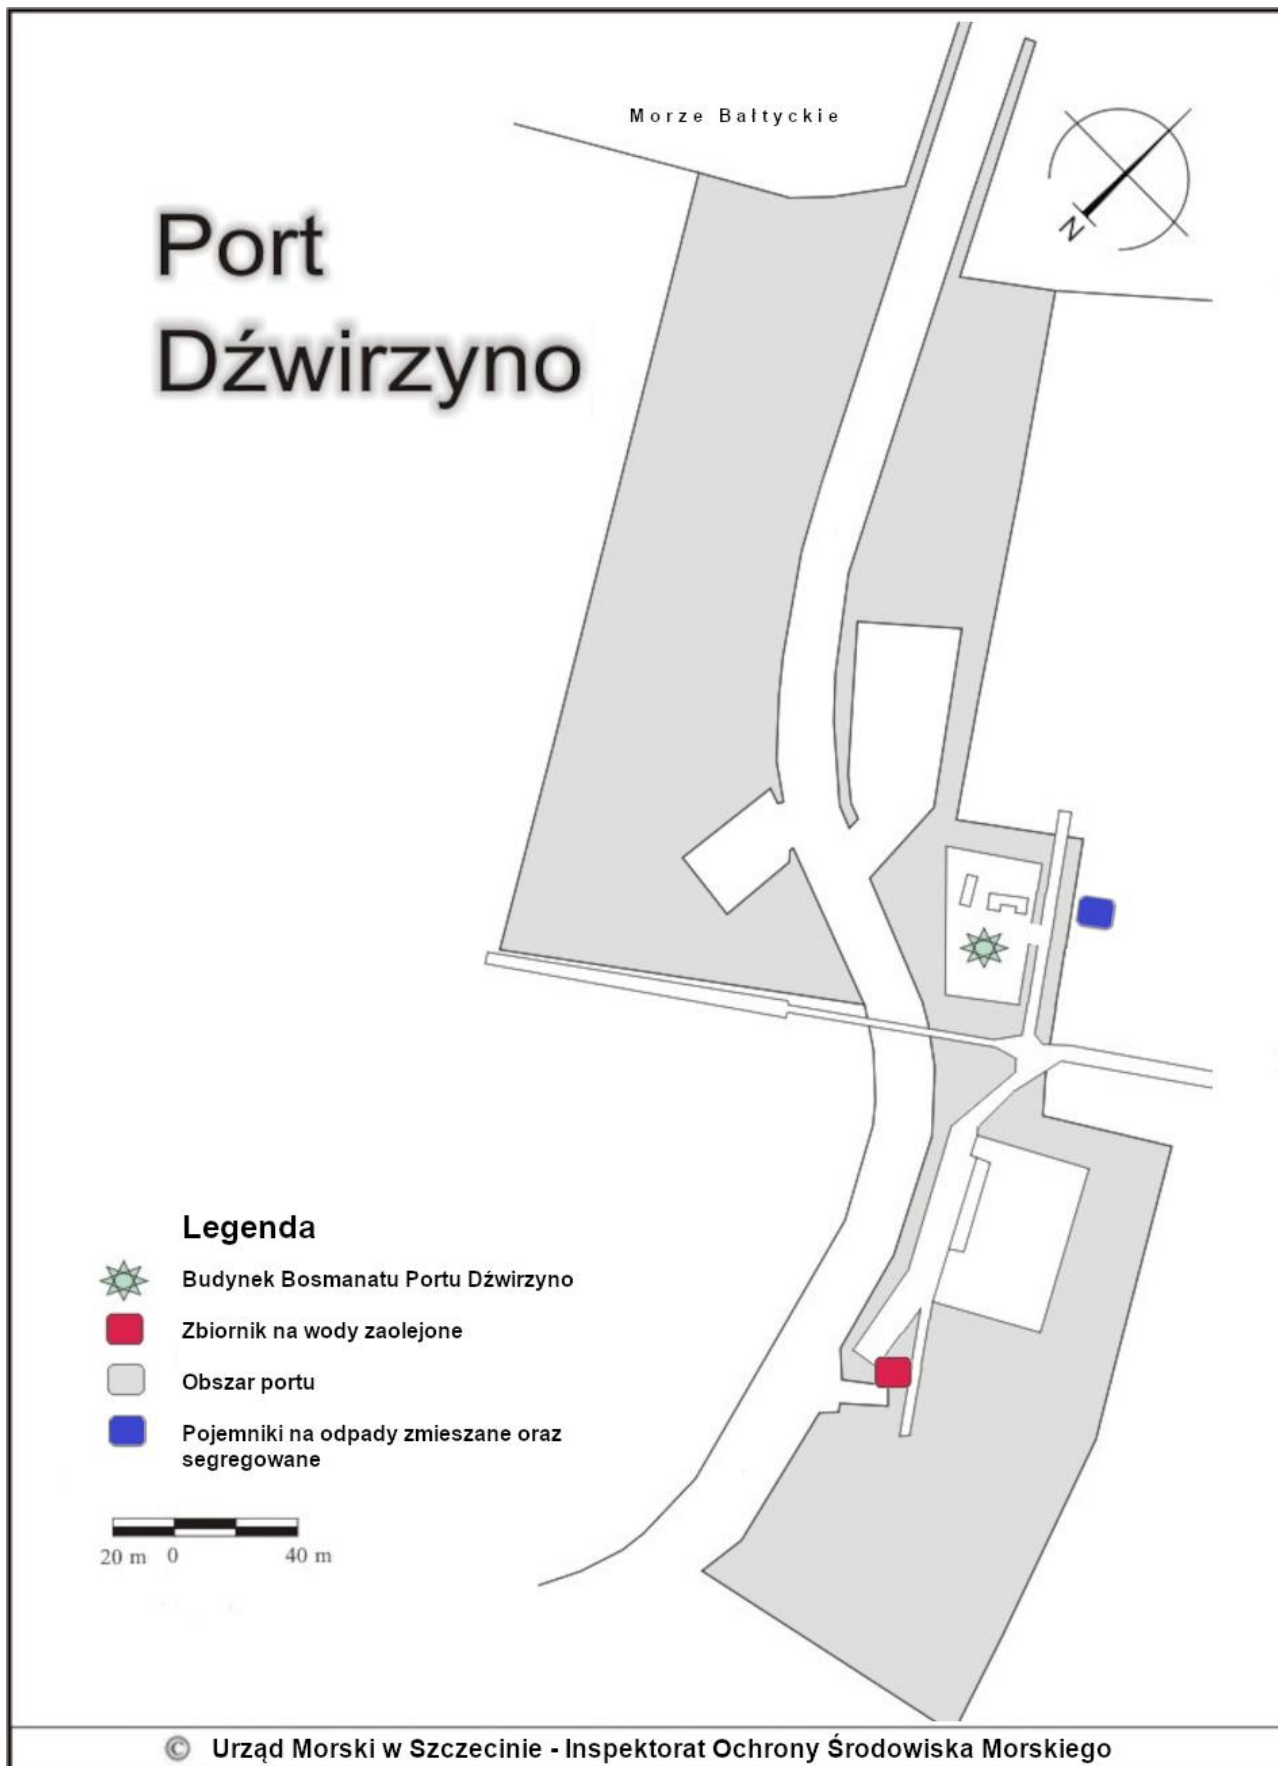 Morze Bałtyckie
N
Port
Dźwirzyno
Legenda
Budynek Bosmanatu Portu Dźwirzyno
Zbiornik na wody zaolejone
Obszar portu
Pojemniki na odpady zmieszane oraz
segregowane
20 m 0 40 m
© Urząd Morski w Szczecinie - Inspektorat Ochrony Środowiska Morskiego